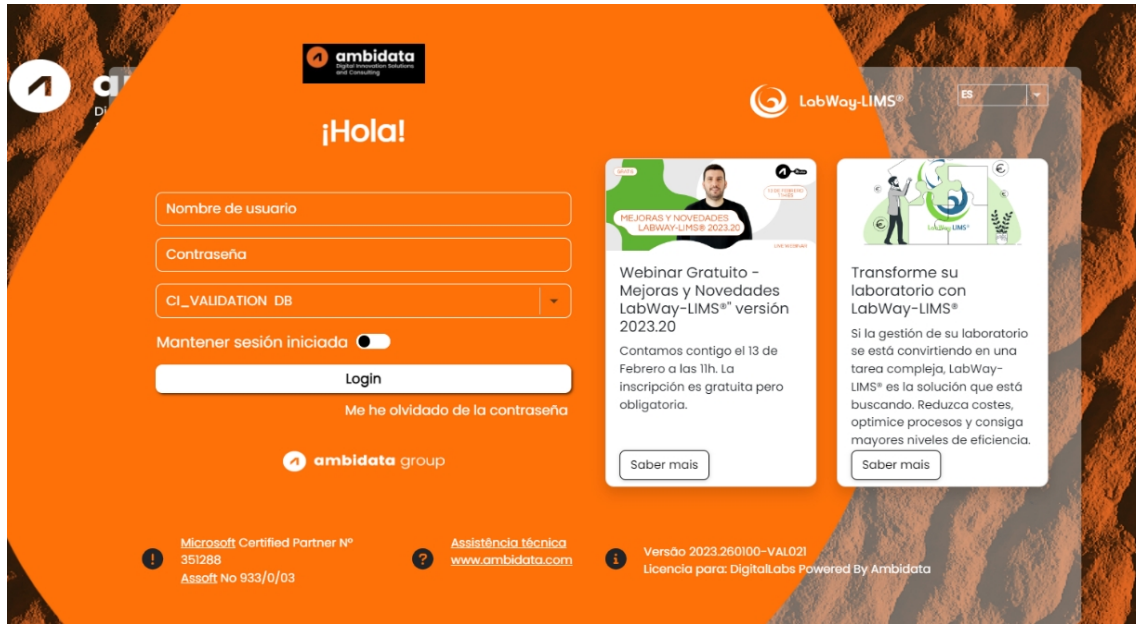 ambidata
Digital Innovation Solutions
and Consulting
a
Di
¡Hola!
LabWay-LIMS®
ES
Nombre de usuario
Contraseña
CI_VALIDATION DB
Mantener sesión iniciada
Login
Me he olvidado de la contraseña
ambidata group
MEJORAS Y NOVEDADES
LABWAY-LIMS® 2023.20
LIVE WEBINAR
Webinar Gratuito -
Mejoras y Novedades
LabWay-LIMS®" versión
2023.20
Contamos contigo el 13 de
Febrero a las 11h. La
inscripción es gratuita pero
obligatoria.
Saber mais
LabWay-LIMS®
Transforme su
laboratorio con
LabWay-LIMS®
Si la gestión de su laboratorio
se está convirtiendo en una
tarea compleja, LabWay-
LIMS® es la solución que está
buscando. Reduzca costes,
optimice procesos y consiga
mayores niveles de eficiencia.
Saber mais
Microsoft Certified Partner Nº
351288
Assoft No 933/0/03
Assistência técnica
www.ambidata.com
Versão 2023.260100-VAL021
Licencia para: DigitalLabs Powered By Ambidata